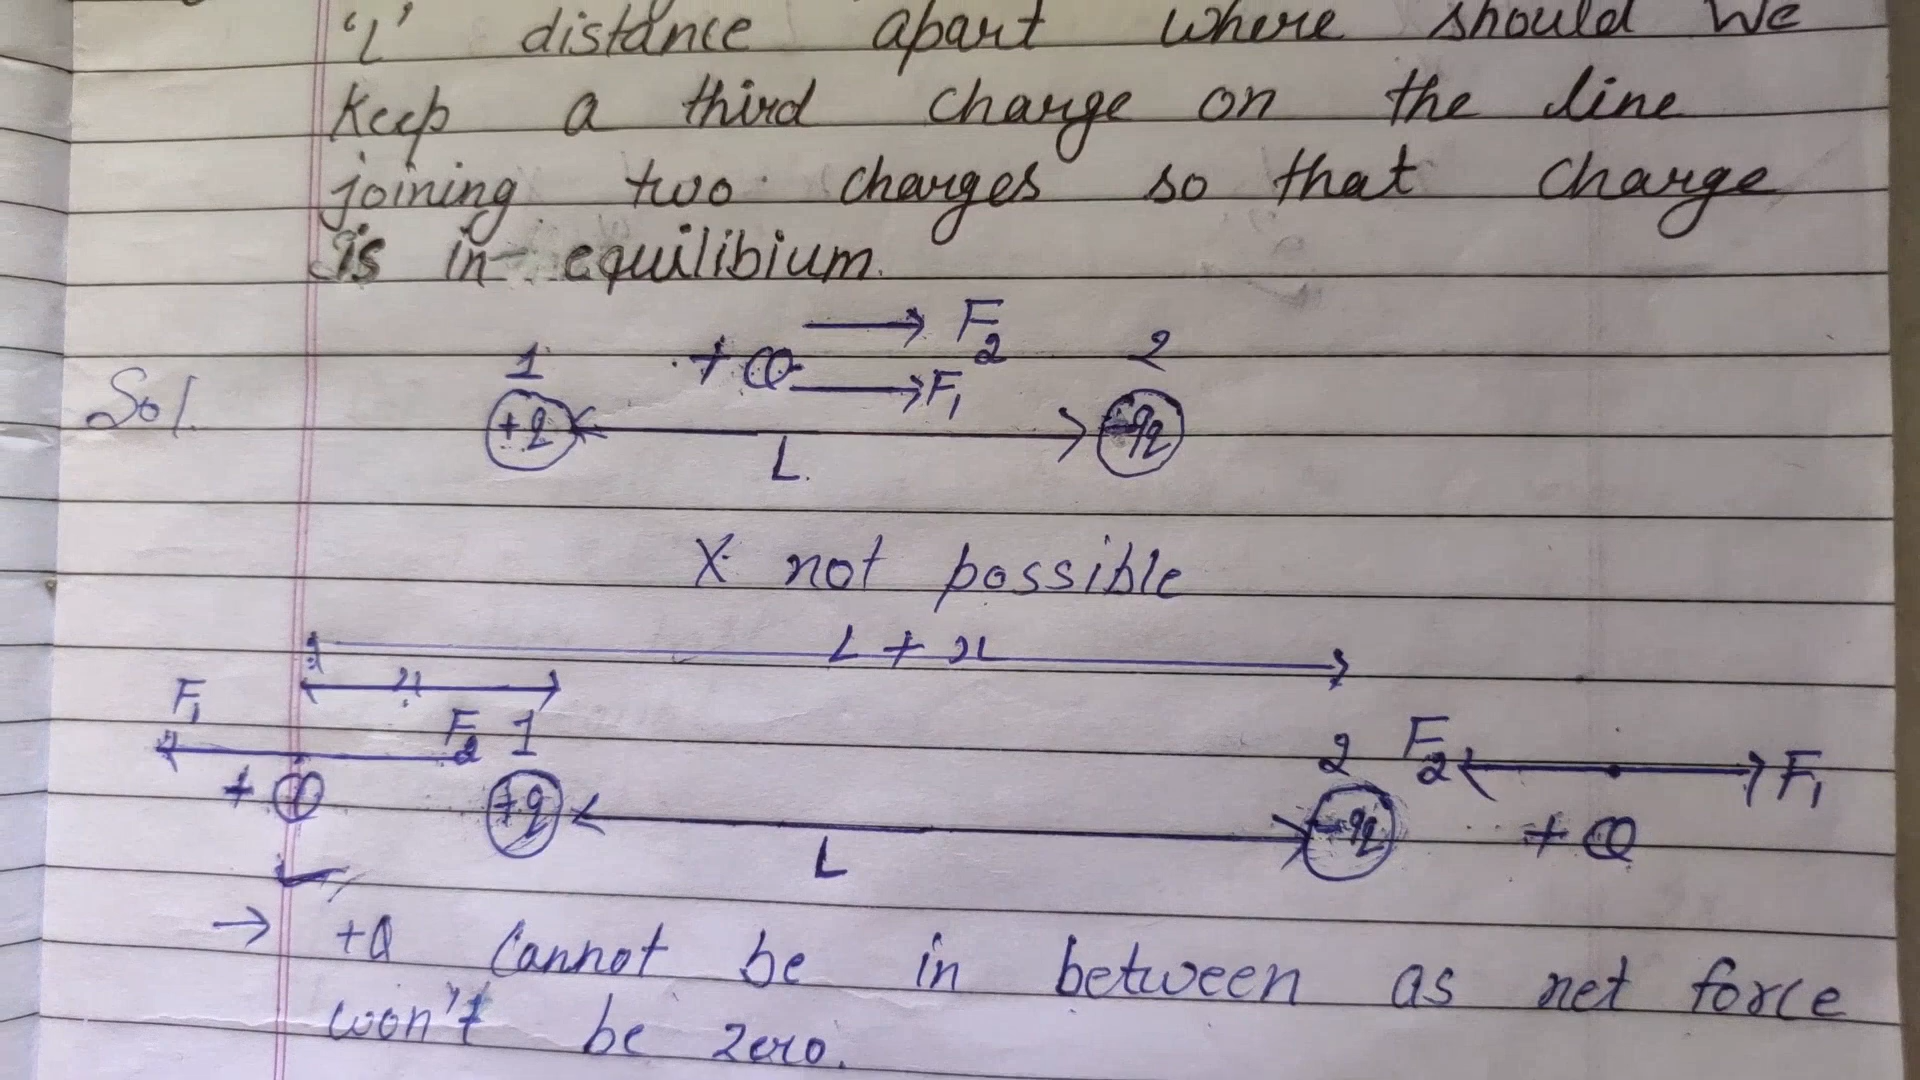 'L' distance apart where should we
keep a third charge on the line
joining two charges so that charge
is in equilibium.
Sol.
1 +Q F2 2
F1
+q -9q
L
X not possible
L + x
x
F1 F2 1 2 F2 F1
+Q +q -9q +Q
L
→ +Q cannot be in between as net force
won't be zero.